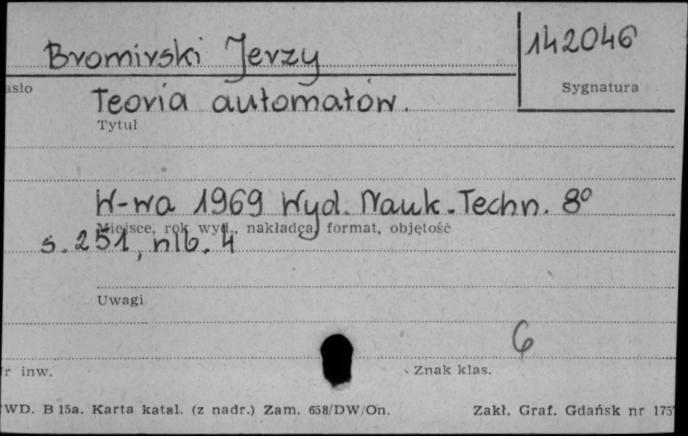 Bromirski Jerzy
142046
asło
Sygnatura
Teoria automatów.
Tytuł
W-wa 1969 Wyd. Nauk.-Techn. 8°
Miejsce, rok wyd., nakładca, format, objętość
s. 251, nlb. 4
Uwagi
6
r inw.
Znak klas.
WD. B 15a. Karta katal. (z nadr.) Zam. 658/DW/On.
Zakł. Graf. Gdańsk nr 175